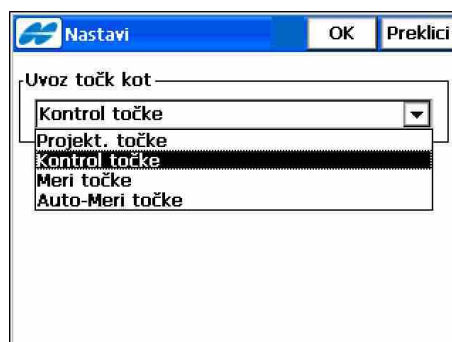 Nastavi OK Preklici
Uvoz točk kot
Kontrol točke
Projekt. točke
Kontrol točke
Meri točke
Auto-Meri točke